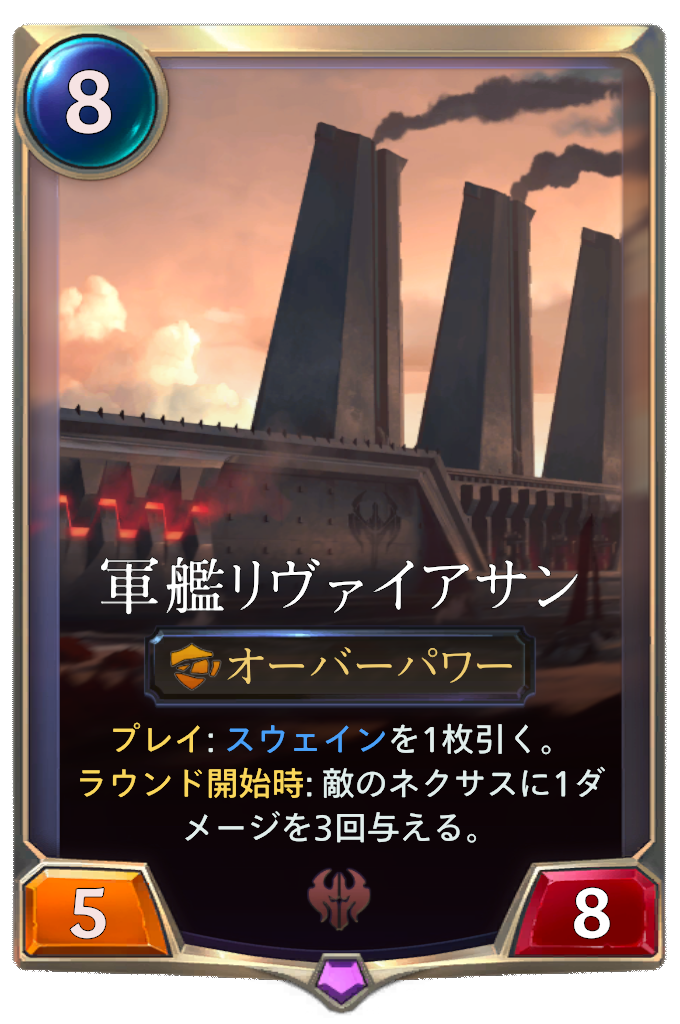 8
軍艦リヴァイアサン
オーバーパワー
プレイ: スウェインを1枚引く。
ラウンド開始時: 敵のネクサスに1ダ
メージを3回与える。
5
8